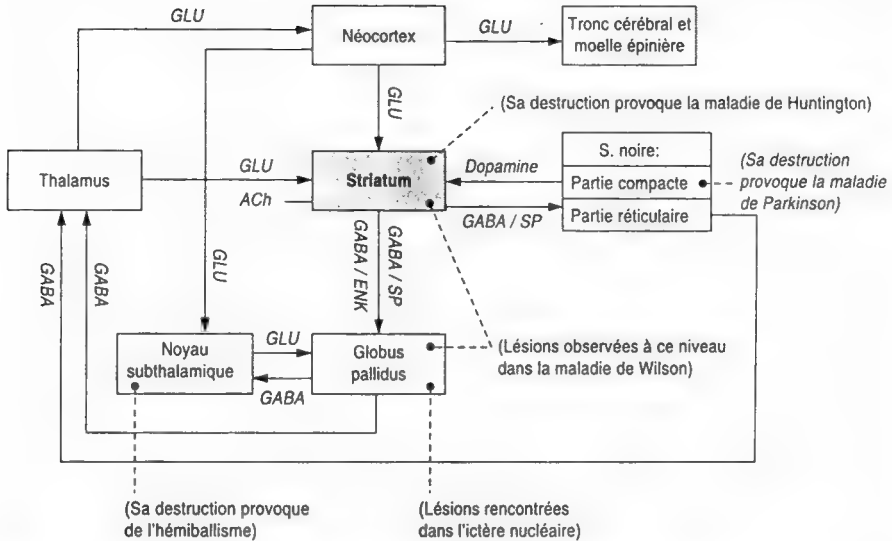 GLU
Néocortex
GLU
Tronc cérébral et
moelle épinière
GLU
(Sa destruction provoque la maladie de Huntington)
Thalamus
GLU
Striatum
ACh
Dopamine
S. noire:
Partie compacte
Partie réticulaire
(Sa destruction
provoque la maladie
de Parkinson)
GABA / SP
GABA
GABA
GLU
GABA / ENK
GABA / SP
Noyau
subthalamique
GLU
GABA
Globus
pallidus
(Lésions observées à ce niveau
dans la maladie de Wilson)
(Sa destruction provoque
de l'hémiballisme)
(Lésions rencontrées
dans l'ictère nucléaire)